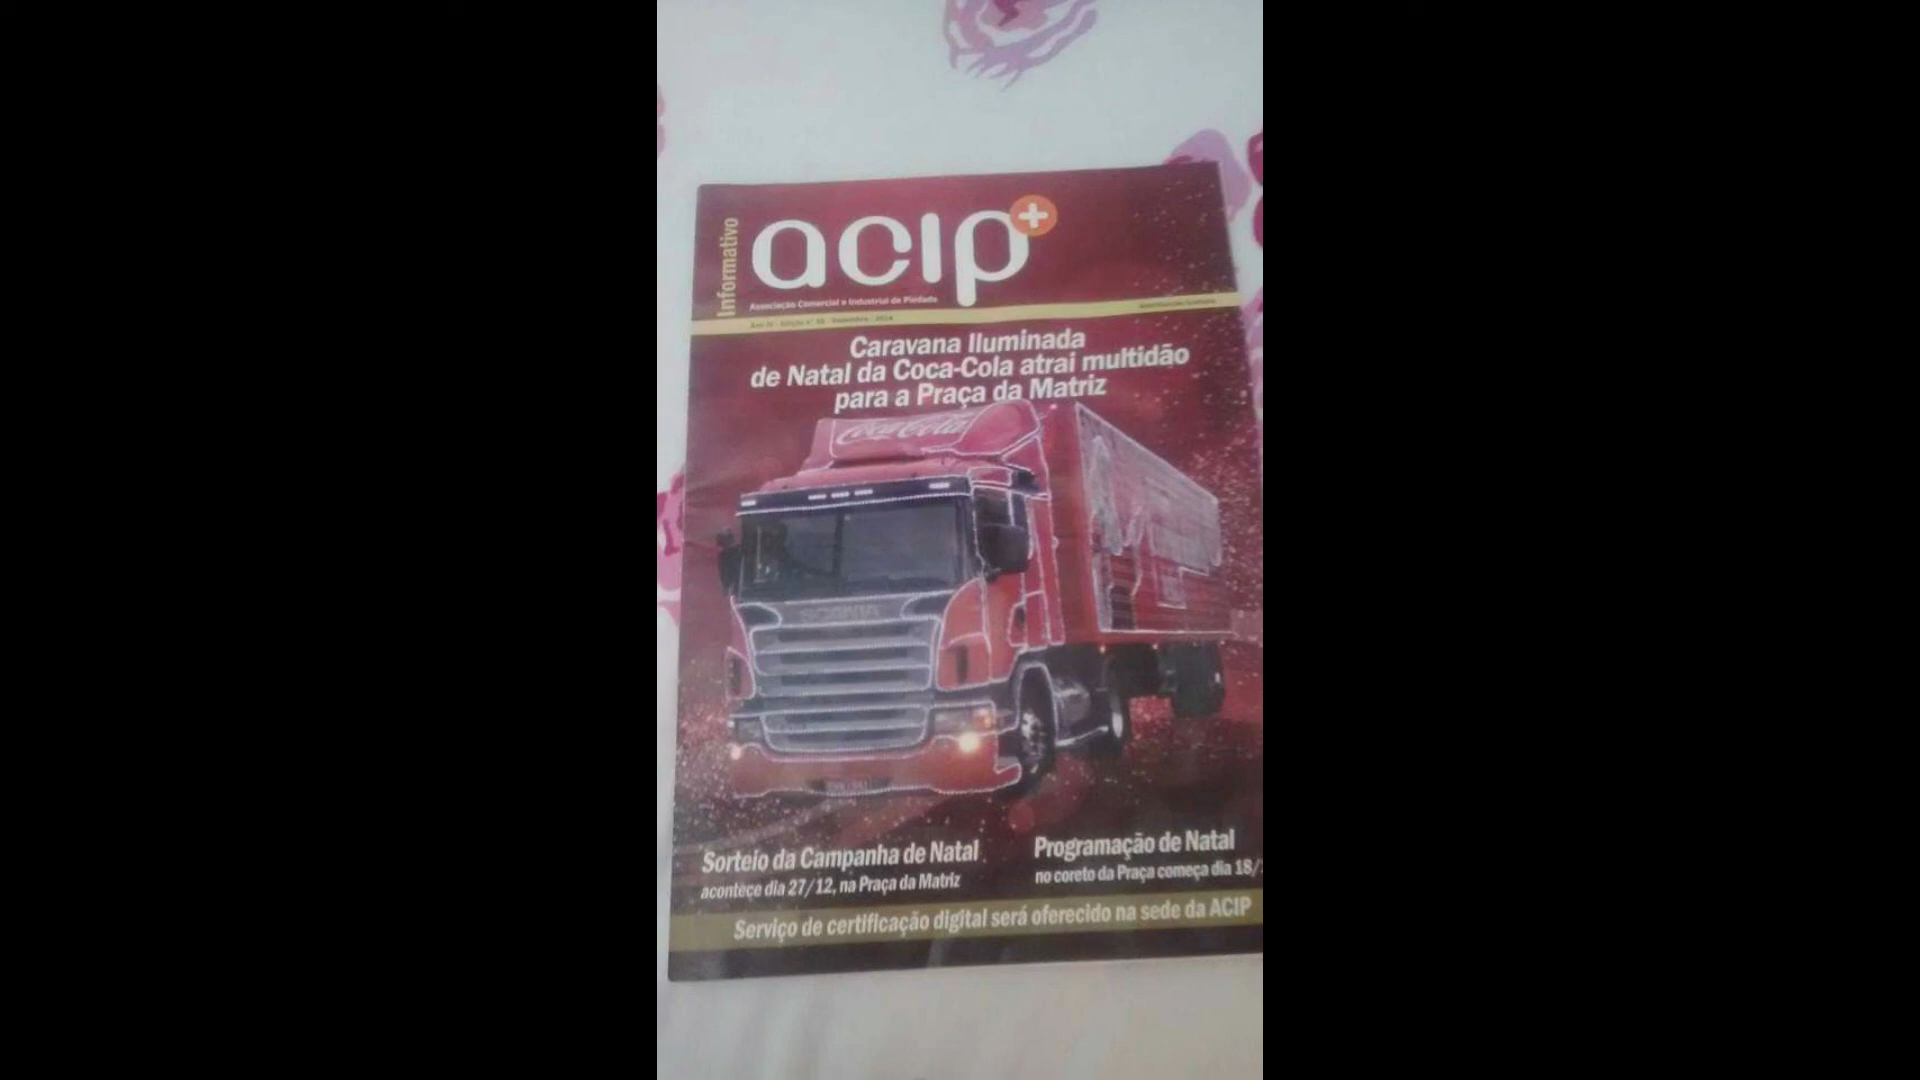 Informativo
acip+
Associação Comercial e Industrial de Piedade
Caravana Iluminada
de Natal da Coca-Cola atrai multidão
para a Praça da Matriz
Coca-Cola
SCANIA
Sorteio da Campanha de Natal
acontece dia 27/12, na Praça da Matriz
Programação de Natal
no coreto da Praça começa dia 18/
Serviço de certificação digital será oferecido na sede da ACIP